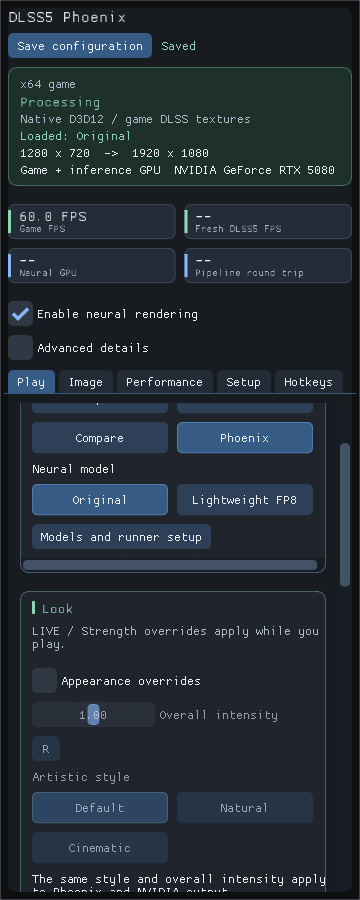 DLSS5 Phoenix
Save configuration Saved
x64 game
Processing
Native D3D12 / game DLSS textures
Loaded: Original
1280 x 720 -> 1920 x 1080
Game + inference GPU NVIDIA GeForce RTX 5080
60.0 FPS
Game FPS
--
Fresh DLSS5 FPS
--
Neural GPU
--
Pipeline round trip
Enable neural rendering
Advanced details
Play Image Performance Setup Hotkeys
Compare Phoenix
Neural model
Original Lightweight FP8
Models and runner setup
Look
LIVE / Strength overrides apply while you
play.
Appearance overrides
1.00 Overall intensity
R
Artistic style
Default Natural
Cinematic
The same style and overall intensity apply
to Phoenix and NVIDIA output